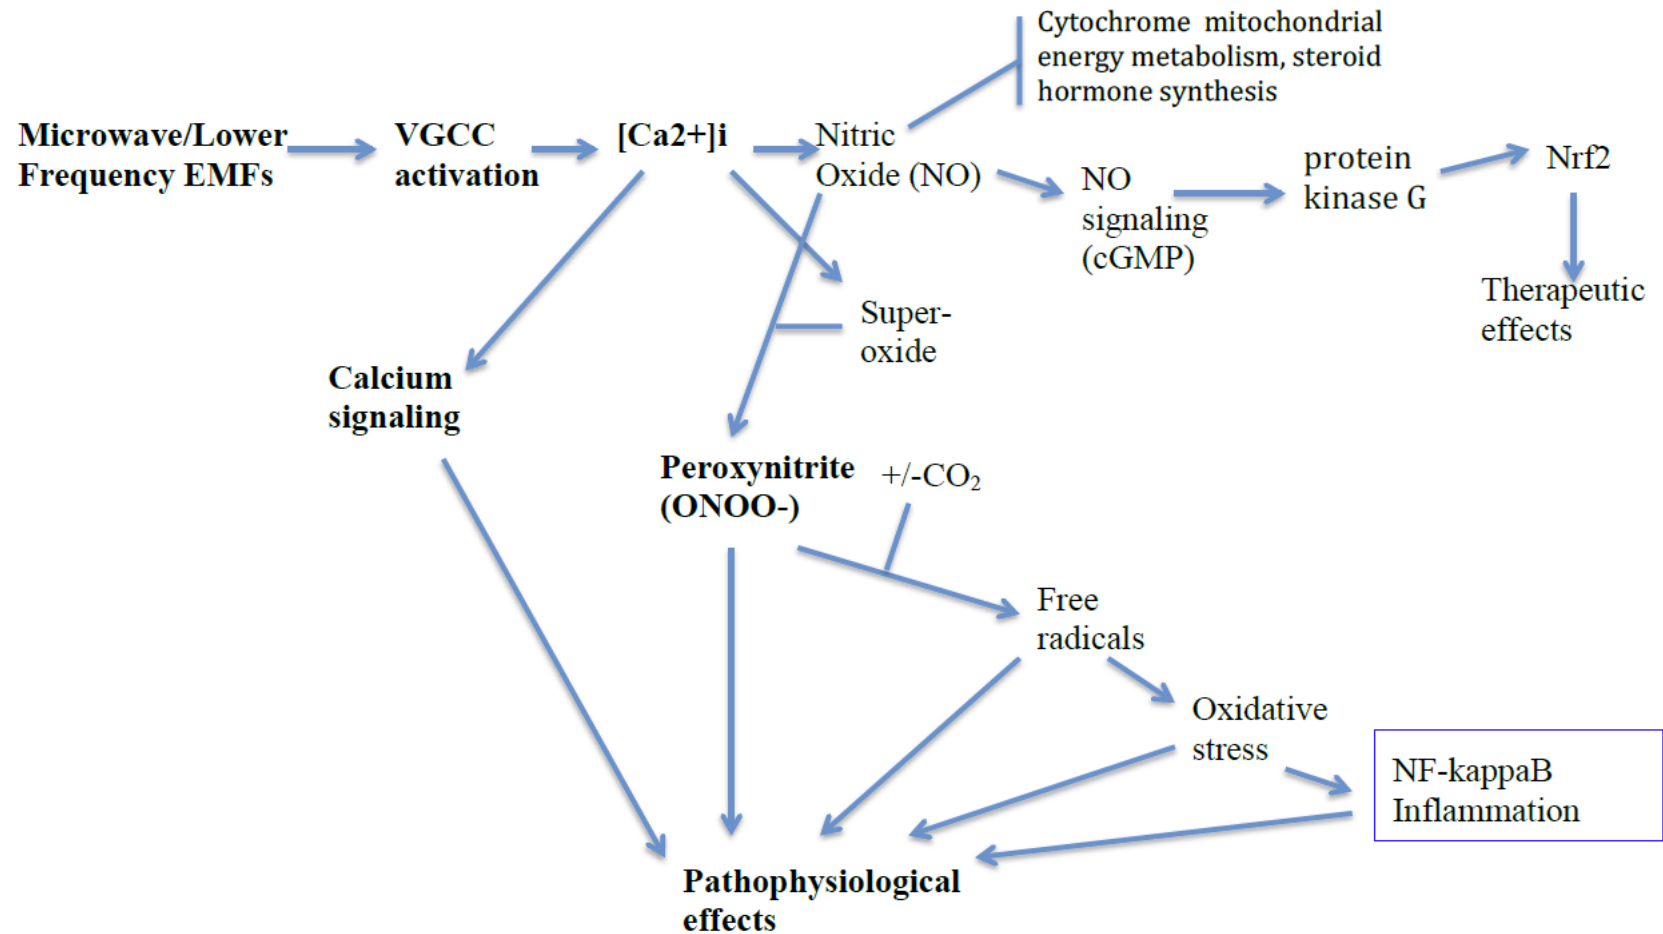 Cytochrome mitochondrial
energy metabolism, steroid
hormone synthesis
Microwave/Lower
Frequency EMFs
VGCC
activation
[Ca2+]i
Nitric
Oxide (NO)
NO
signaling
(cGMP)
protein
kinase G
Nrf2
Therapeutic
effects
Super-
oxide
Calcium
signaling
Peroxynitrite
(ONOO-)
+/-CO₂
Free
radicals
Oxidative
stress
NF-kappaB
Inflammation
Pathophysiological
effects